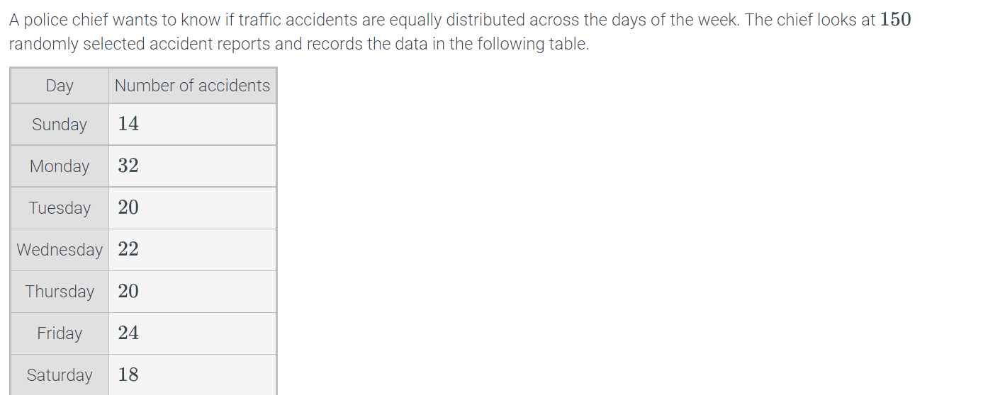 A police chief wants to know if traffic accidents are equally distributed across the days of the week. The chief looks at 150
randomly selected accident reports and records the data in the following table.
Day Number of accidents
Sunday 14
Monday 32
Tuesday 20
Wednesday 22
Thursday 20
Friday 24
Saturday 18